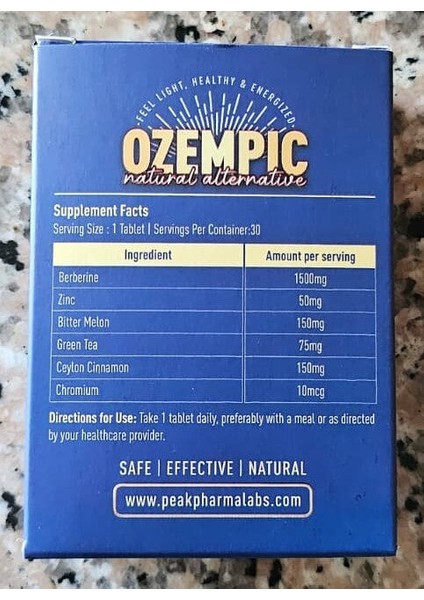 -FEEL LIGHT, HEALTHY & ENERGIZED-
OZEMPIC
natural alternative
Supplement Facts
Serving Size : 1 Tablet | Servings Per Container:30
Ingredient Amount per serving
Berberine 1500mg
Zinc 50mg
Bitter Melon 150mg
Green Tea 75mg
Ceylon Cinnamon 150mg
Chromium 10mcg
Directions for Use: Take 1 tablet daily, preferably with a meal or as directed
by your healthcare provider.
SAFE | EFFECTIVE | NATURAL
www.peakpharmalabs.com